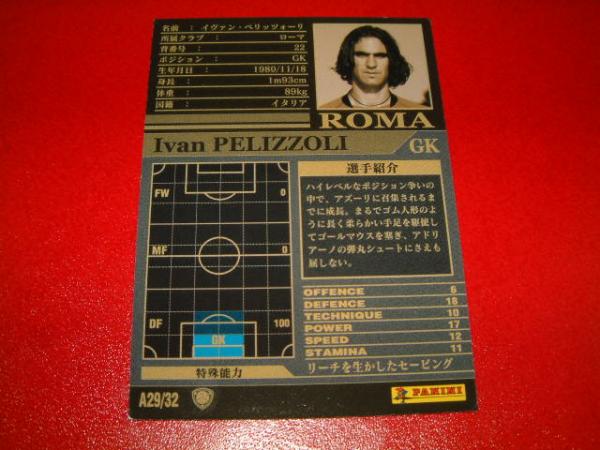 名前 : イヴァン・ペリッツォーリ
所属クラブ : ローマ
背番号 : 22
ポジション : GK
生年月日 : 1980/11/18
身長 : 1m93cm
体重 : 89kg
国籍 : イタリア
ROMA
Ivan PELIZZOLI GK
FW 0
MF 0
DF 100
GK
選手紹介
ハイレベルなポジション争いの
中で、アズーリに召集されるま
でに成長。まるでゴム人形のよ
うに長く柔らかい手足を駆使し
てゴールマウスを塞ぎ、アドリ
アーノの弾丸シュートにさえも
屈しない。
OFFENCE 6
DEFENCE 18
TECHNIQUE 10
POWER 17
SPEED 12
STAMINA 11
特殊能力 リーチを生かしたセービング
A29/32
PANINI